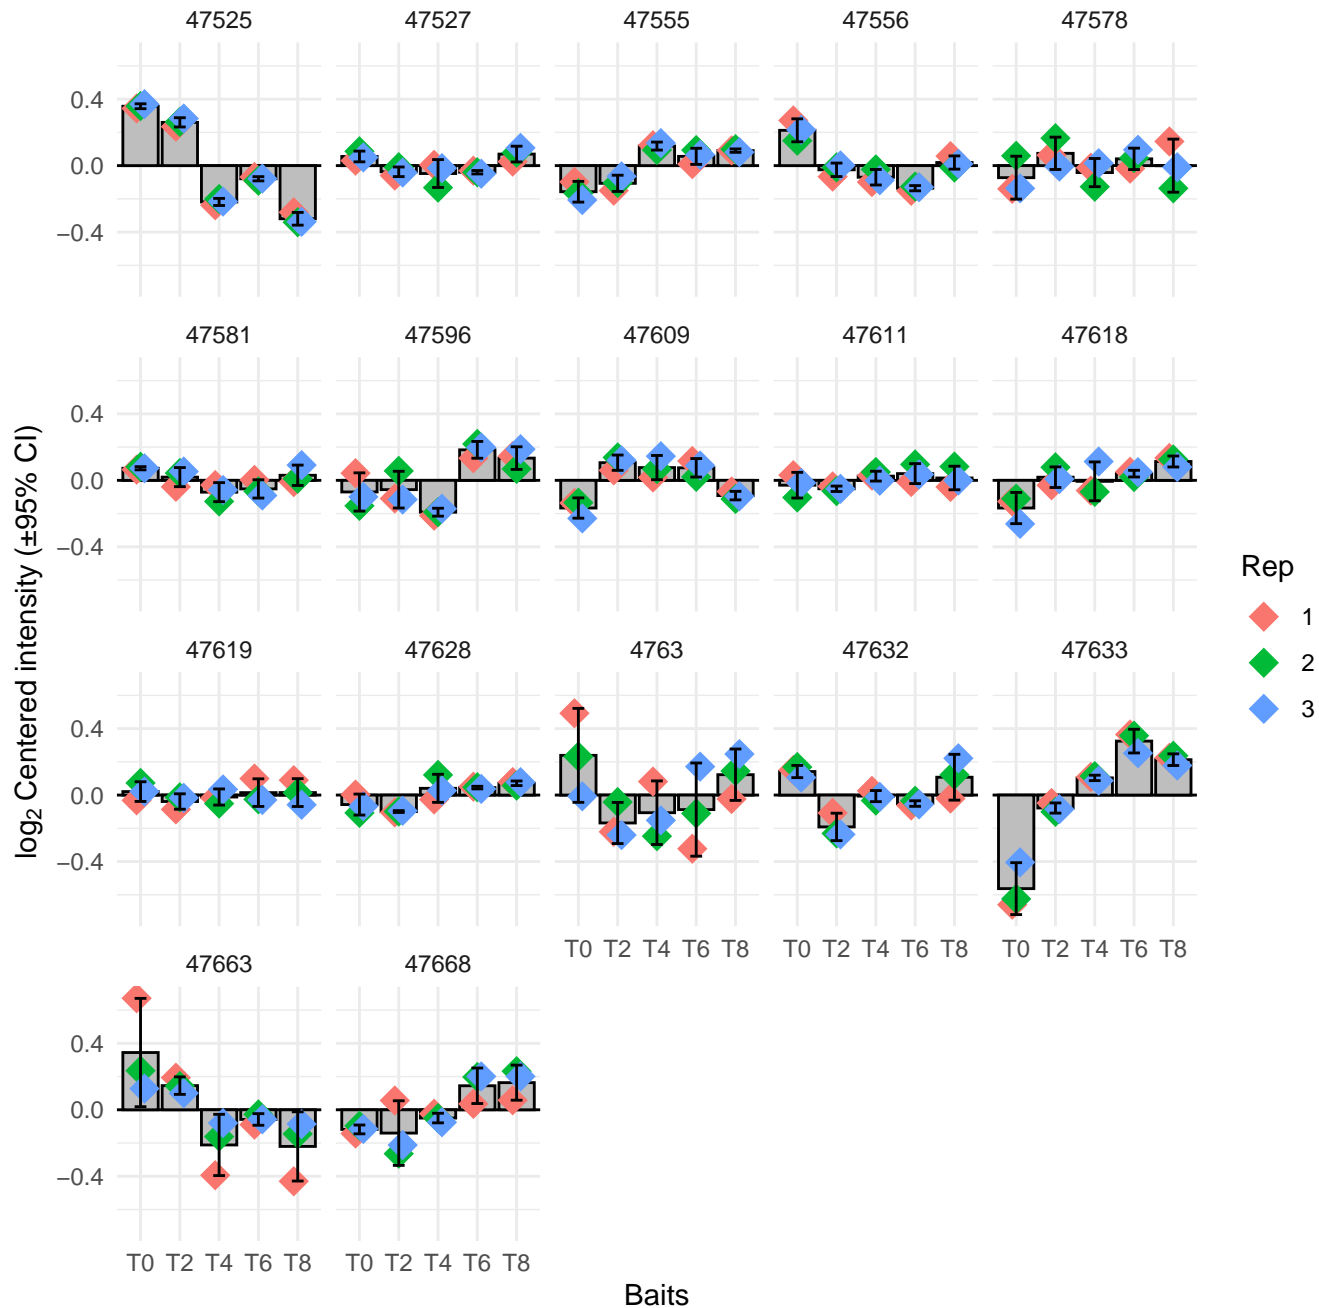 47525 47527 47555 47556 47578
0.4
0.0
−0.4
47581 47596 47609 47611 47618
0.4
0.0
−0.4
47619 47628 4763 47632 47633
0.4
0.0
−0.4
T0 T2 T4 T6 T8 T0 T2 T4 T6 T8 T0 T2 T4 T6 T8
47663 47668
0.4
0.0
−0.4
T0 T2 T4 T6 T8 T0 T2 T4 T6 T8
Baits
log₂ Centered intensity (±95% CI)
Rep
1
2
3